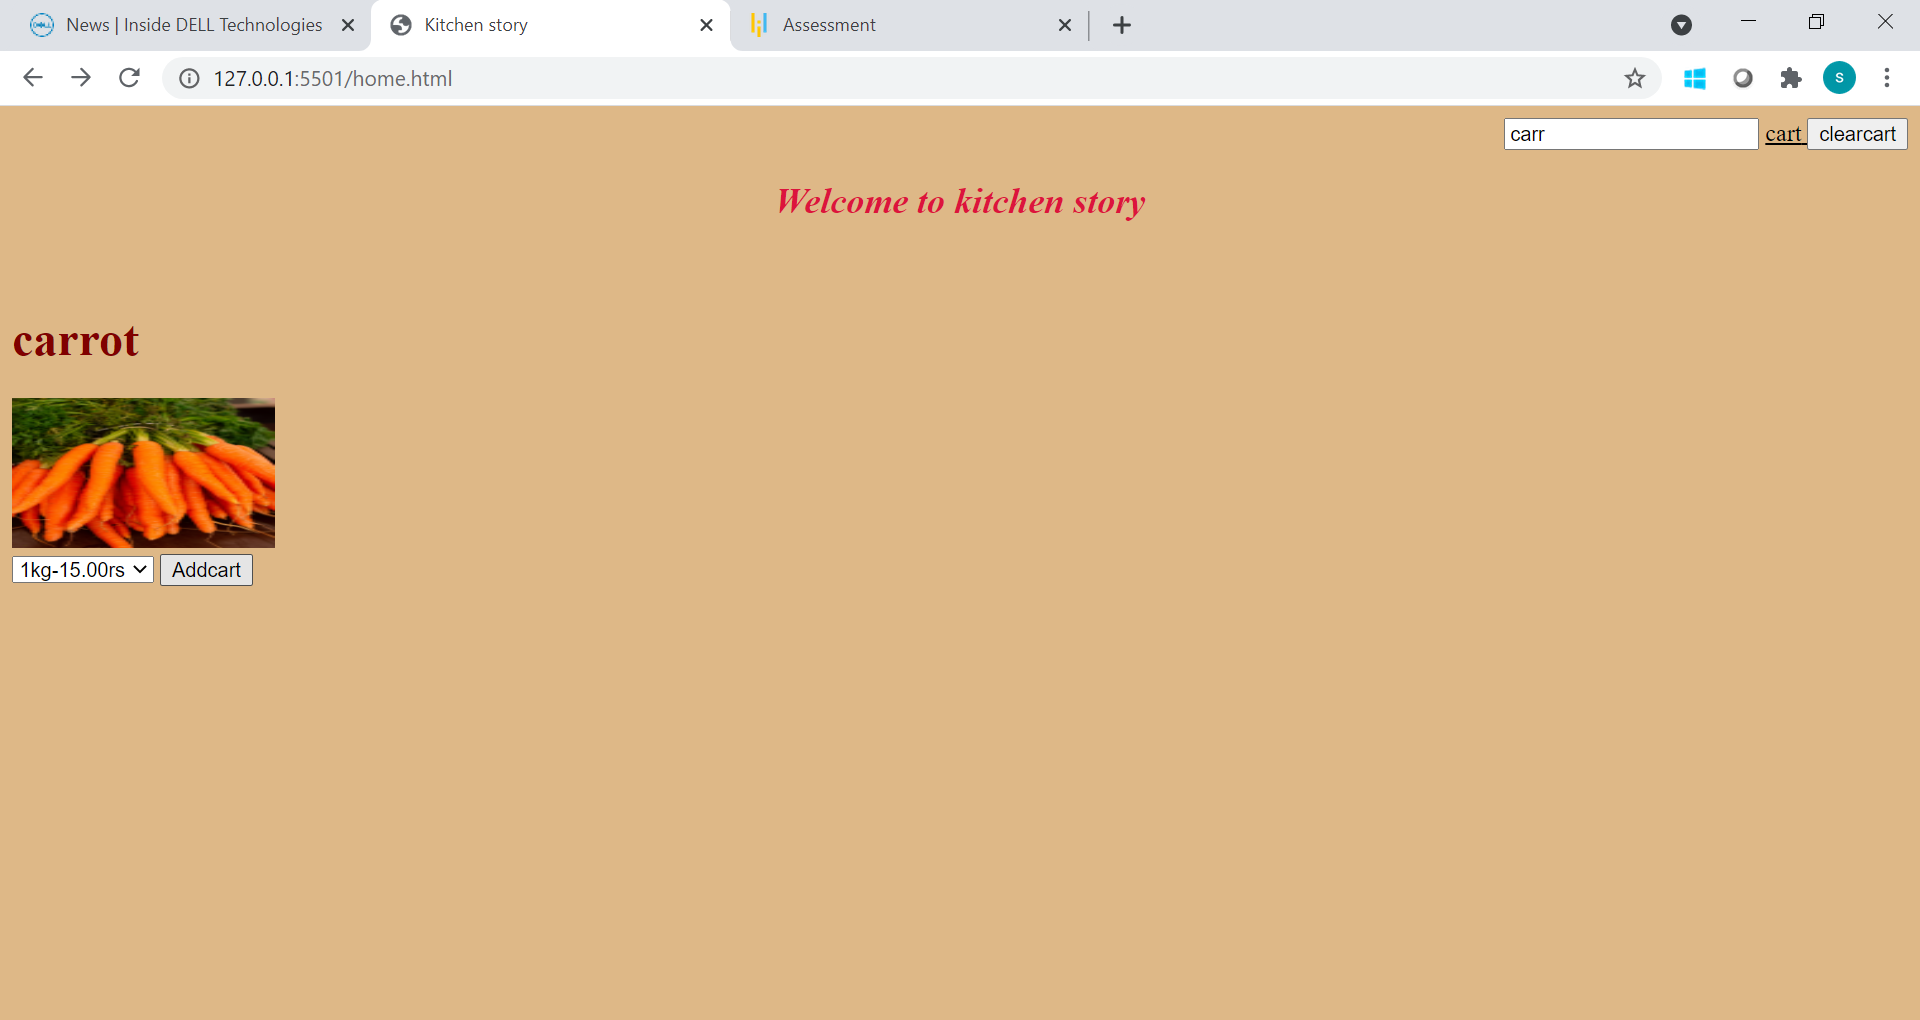 News | Inside DELL Technologies
Kitchen story
Assessment
127.0.0.1:5501/home.html
s
carr
cart
clearcart
Welcome to kitchen story
carrot
1kg-15.00rs
Addcart